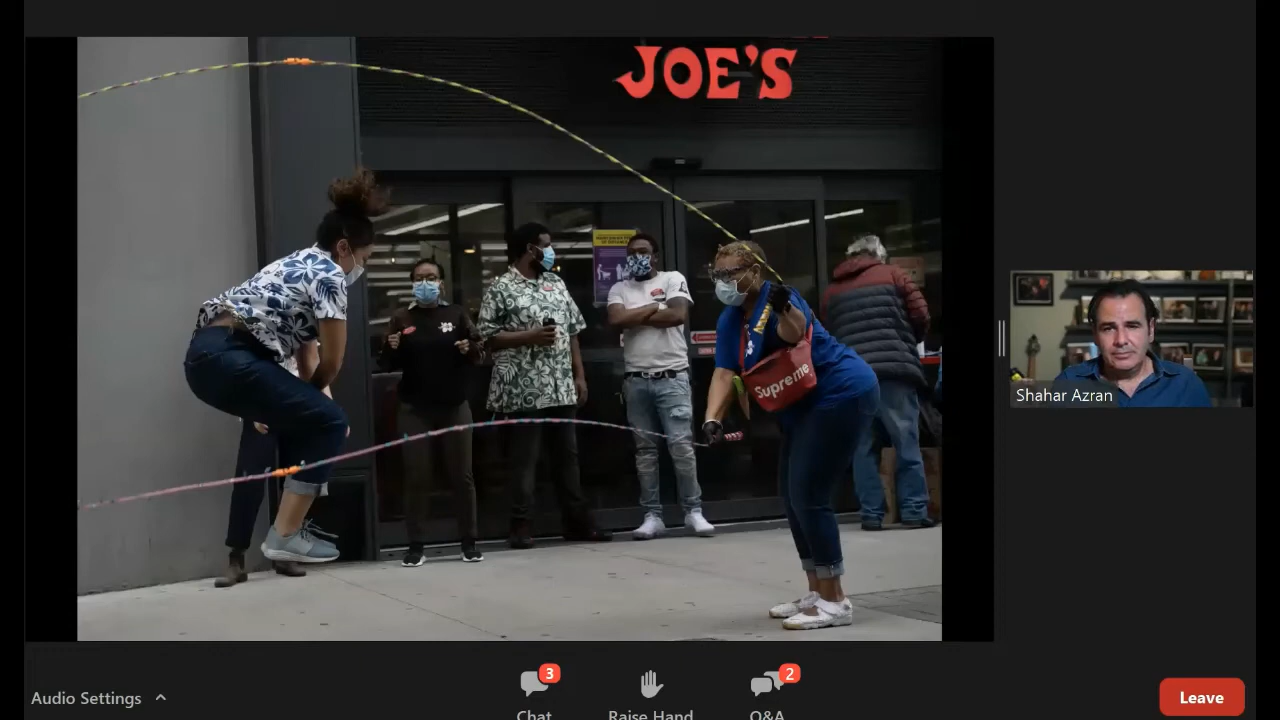 JOE'S
Supreme
Shahar Azran
Audio Settings
3
Chat
Raise Hand
2
Q&A
Leave